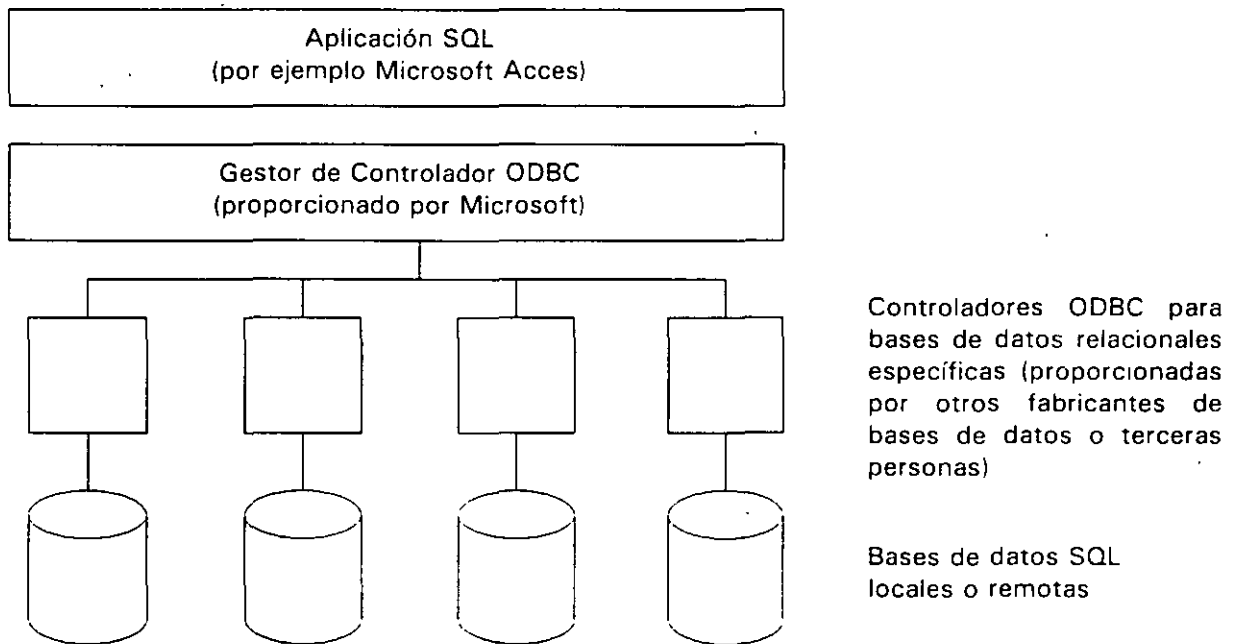 Aplicación SQL
(por ejemplo Microsoft Acces)
Gestor de Controlador ODBC
(proporcionado por Microsoft)
Controladores ODBC para
bases de datos relacionales
específicas (proporcionadas
por otros fabricantes de
bases de datos o terceras
personas)
Bases de datos SQL
locales o remotas